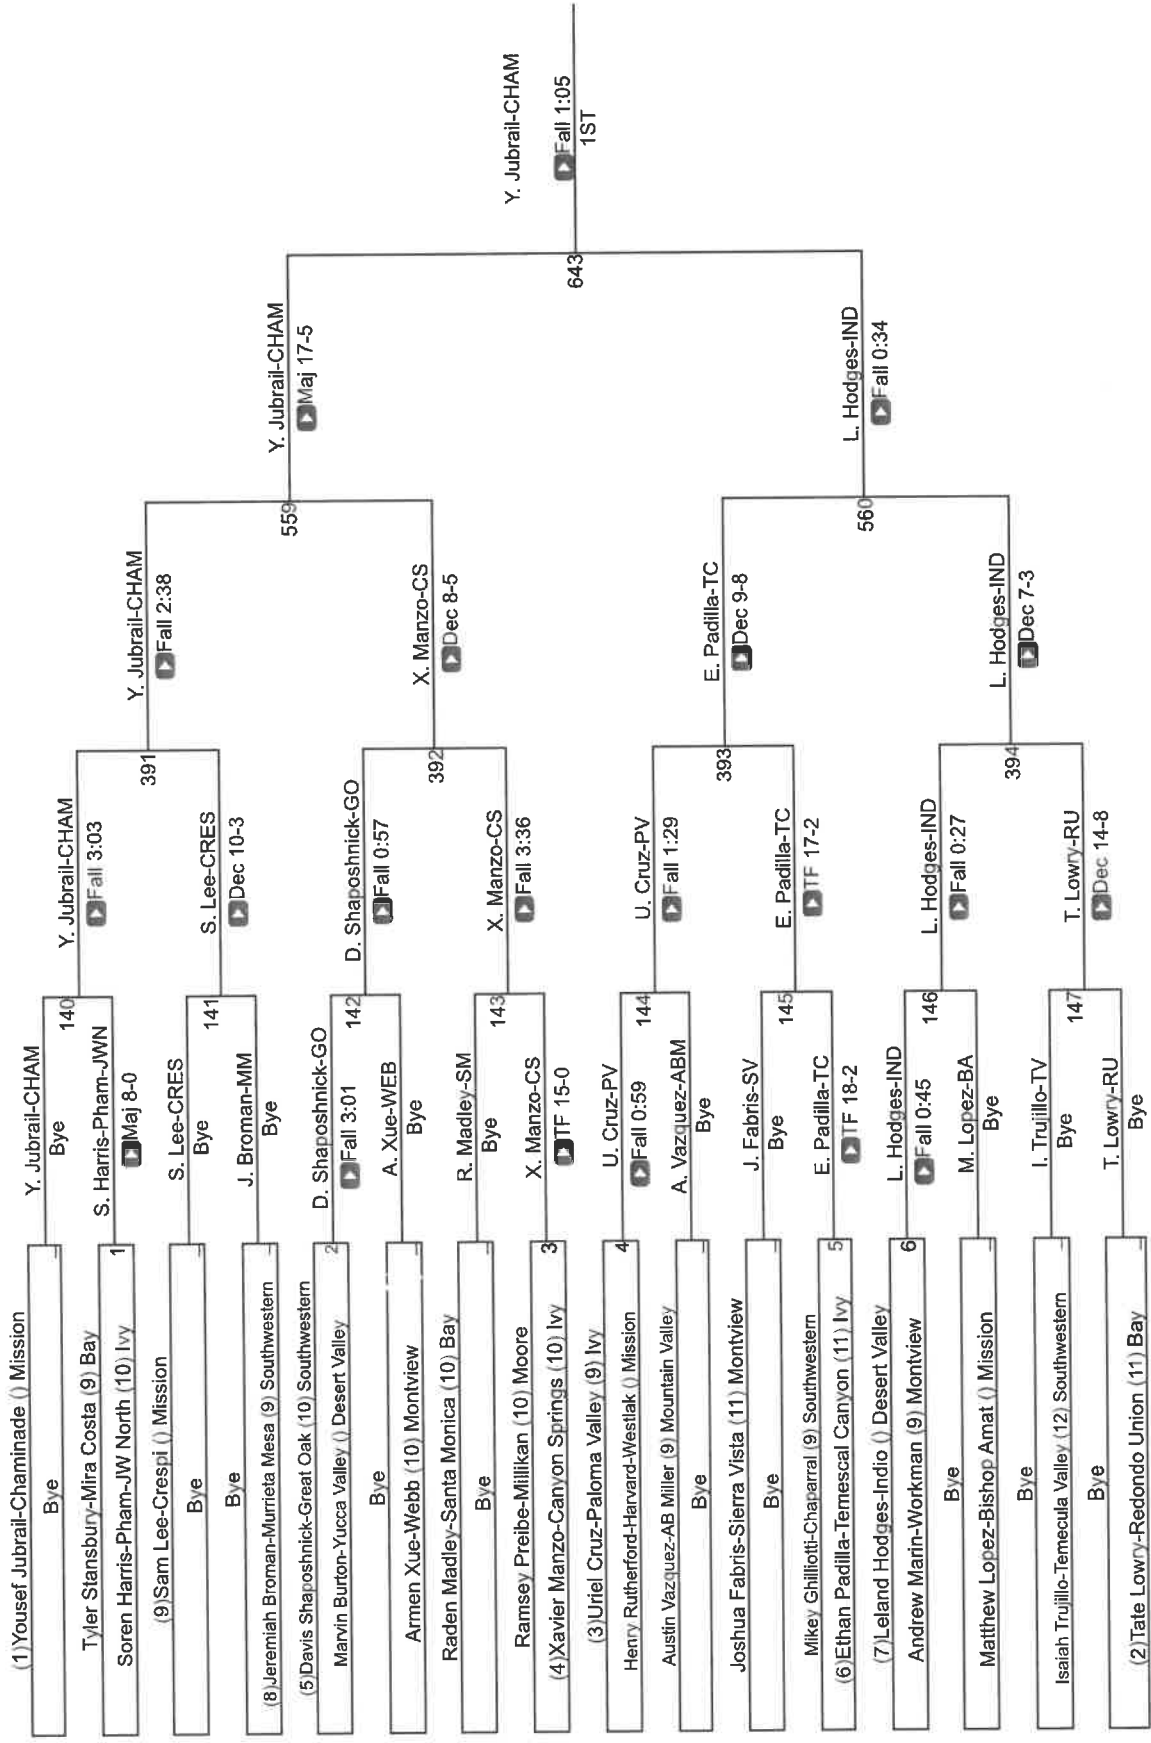 (1)Yousef Jubrail-Chaminade () Mission
Bye
Tyler Stansbury-Mira Costa (9) Bay
Soren Harris-Pham-JW North (10) Ivy
1
(9)Sam Lee-Crespi () Mission
Bye
Bye
(8)Jeremiah Broman-Murrieta Mesa (9) Southwestern
(5)Davis Shaposhnick-Great Oak (10) Southwestern
Marvin Burton-Yucca Valley () Desert Valley
2
Bye
Armen Xue-Webb (10) Montview
Raden Madley-Santa Monica (10) Bay
Bye
Ramsey Preibe-Millikan (10) Moore
(4)Xavier Manzo-Canyon Springs (10) Ivy
3
(3)Uriel Cruz-Paloma Valley (9) Ivy
Henry Rutherford-Harvard-Westlak () Mission
4
Austin Vazquez-AB Miller (9) Mountain Valley
Bye
Joshua Fabris-Sierra Vista (11) Montview
Bye
Mikey Ghilliotti-Chaparral (9) Southwestern
(6)Ethan Padilla-Temescal Canyon (11) Ivy
5
(7)Leland Hodges-Indio () Desert Valley
Andrew Marin-Workman (9) Montview
6
Bye
Matthew Lopez-Bishop Amat () Mission
Bye
Isaiah Trujillo-Temecula Valley (12) Southwestern
Bye
(2)Tate Lowry-Redondo Union (11) Bay
Y. Jubrail-CHAM
Bye
140
S. Harris-Pham-JWN
Maj 8-0
S. Lee-CRES
Bye
141
J. Broman-MM
Bye
D. Shaposhnick-GO
Fall 3:01
142
A. Xue-WEB
Bye
R. Madley-SM
Bye
143
X. Manzo-CS
TF 15-0
U. Cruz-PV
Fall 0:59
144
A. Vazquez-ABM
Bye
J. Fabris-SV
Bye
145
E. Padilla-TC
TF 18-2
L. Hodges-IND
Fall 0:45
146
M. Lopez-BA
Bye
I. Trujillo-TV
Bye
147
T. Lowry-RU
Bye
Y. Jubrail-CHAM
Fall 3:03
391
S. Lee-CRES
Dec 10-3
D. Shaposhnick-GO
Fall 0:57
392
X. Manzo-CS
Fall 3:36
U. Cruz-PV
Fall 1:29
393
E. Padilla-TC
TF 17-2
L. Hodges-IND
Fall 0:27
394
T. Lowry-RU
Dec 14-8
Y. Jubrail-CHAM
Fall 2:38
559
X. Manzo-CS
Dec 8-5
E. Padilla-TC
Dec 9-8
560
L. Hodges-IND
Dec 7-3
Y. Jubrail-CHAM
Maj 17-5
643
L. Hodges-IND
Fall 0:34
Y. Jubrail-CHAM
Fall 1:05
1ST